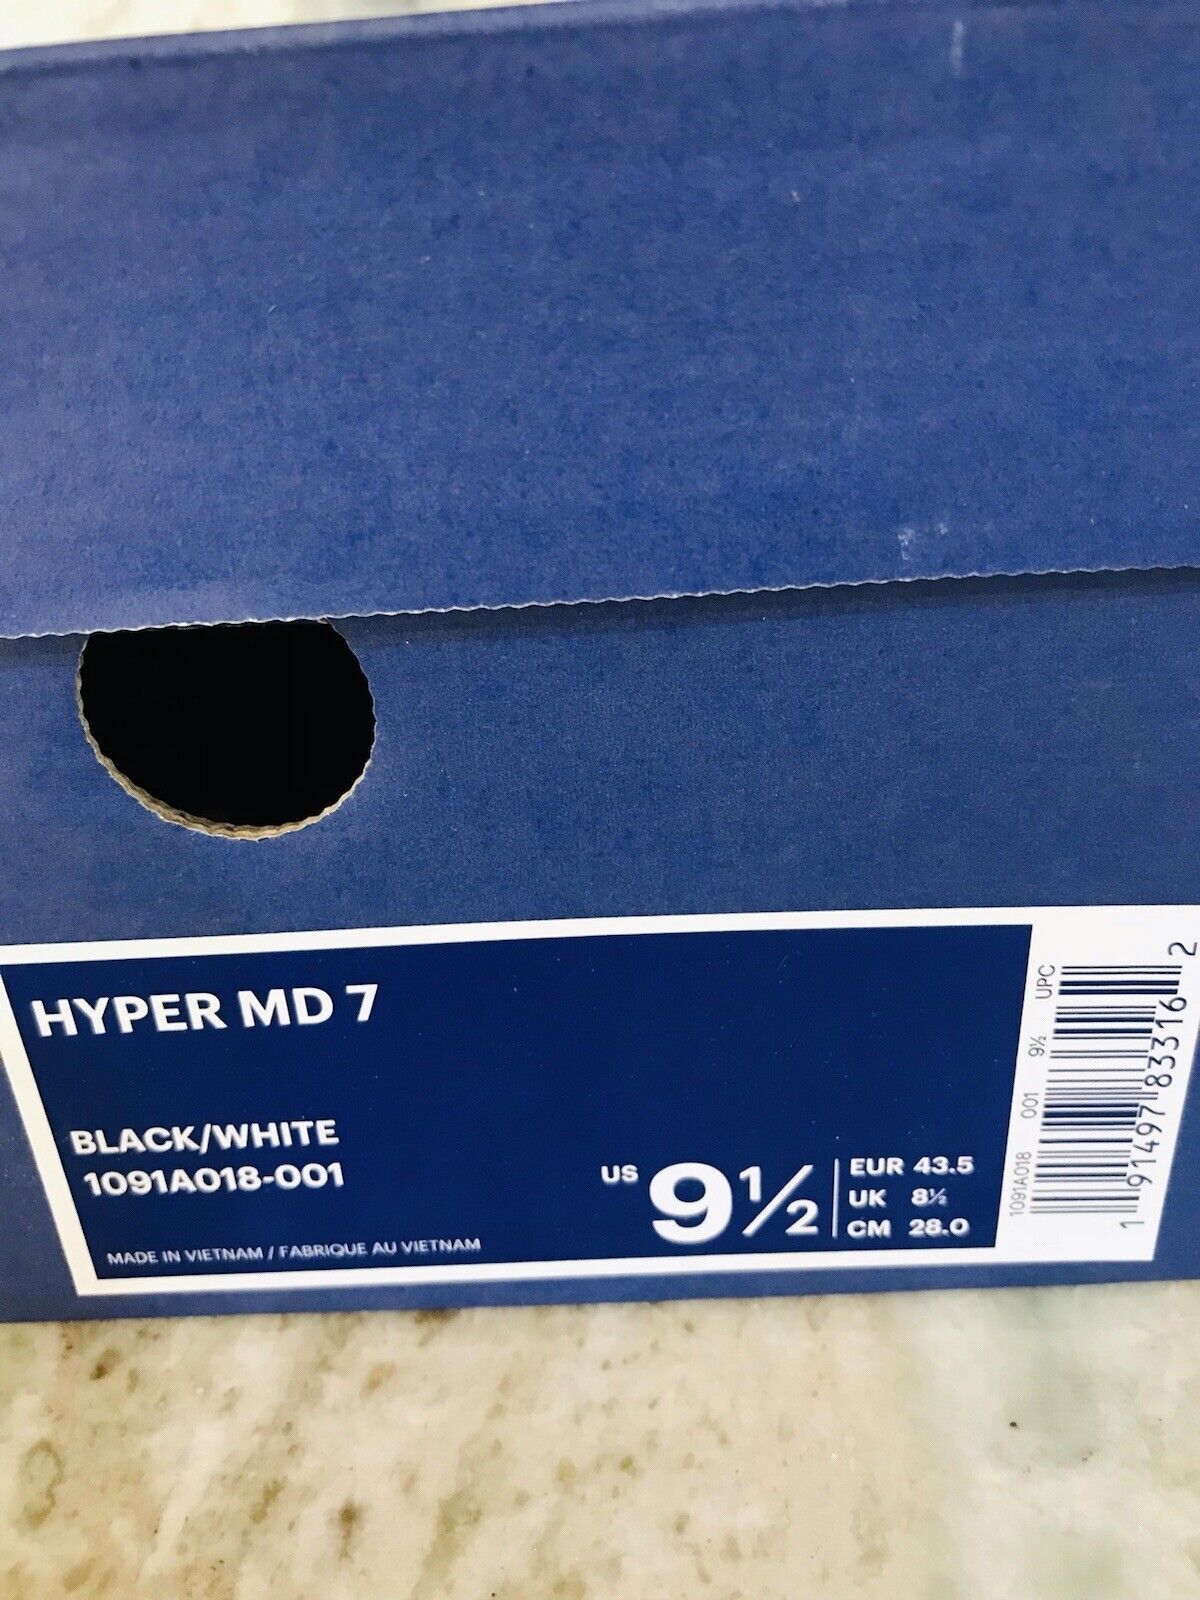 HYPER MD 7
BLACK/WHITE
1091A018-001
MADE IN VIETNAM / FABRIQUE AU VIETNAM
US 9½
EUR 43.5
UK 8½
CM 28.0
1091A018 001 9½ UPC
1 91497 83316 2